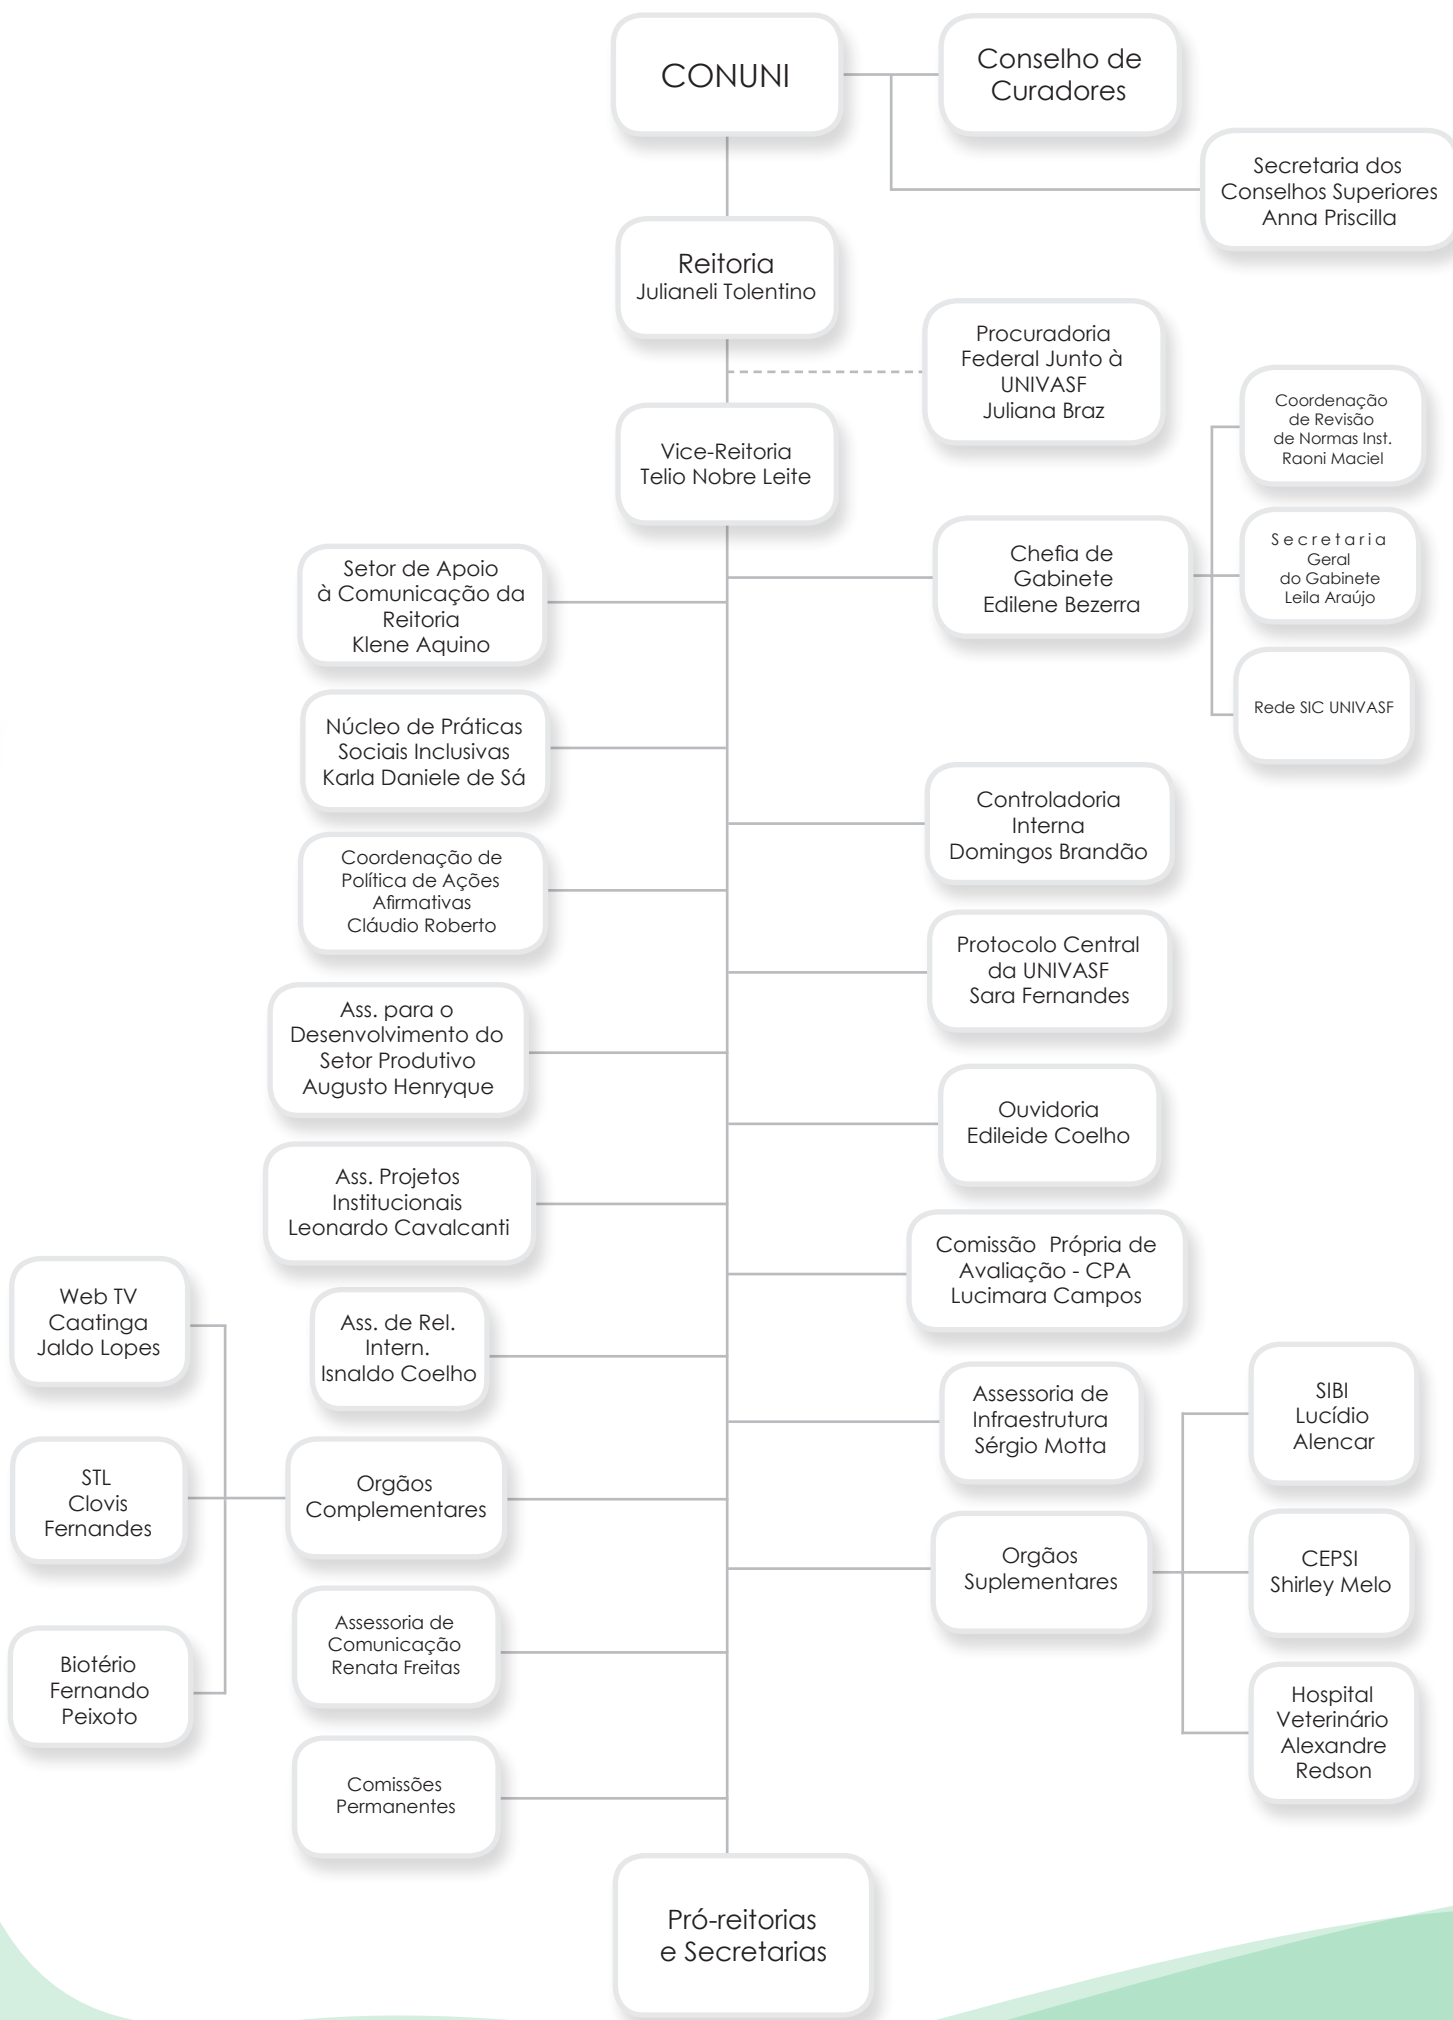 CONUNI
Conselho de
Curadores
Secretaria dos
Conselhos Superiores
Anna Priscilla
Reitoria
Julianeli Tolentino
Procuradoria
Federal Junto à
UNIVASF
Juliana Braz
Vice-Reitoria
Telio Nobre Leite
Coordenação
de Revisão
de Normas Inst.
Raoni Maciel
Chefia de
Gabinete
Edilene Bezerra
Secretaria
Geral
do Gabinete
Leila Araújo
Rede SIC UNIVASF
Setor de Apoio
à Comunicação da
Reitoria
Klene Aquino
Núcleo de Práticas
Sociais Inclusivas
Karla Daniele de Sá
Controladoria
Interna
Domingos Brandão
Coordenação de
Política de Ações
Afirmativas
Cláudio Roberto
Protocolo Central
da UNIVASF
Sara Fernandes
Ass. para o
Desenvolvimento do
Setor Produtivo
Augusto Henryque
Ouvidoria
Edileide Coelho
Ass. Projetos
Institucionais
Leonardo Cavalcanti
Comissão  Própria de
Avaliação - CPA
Lucimara Campos
Web TV
Caatinga
Jaldo Lopes
Ass. de Rel.
Intern.
Isnaldo Coelho
Assessoria de
Infraestrutura
Sérgio Motta
SIBI
Lucídio
Alencar
STL
Clovis
Fernandes
Orgãos
Complementares
Orgãos
Suplementares
CEPSI
Shirley Melo
Biotério
Fernando
Peixoto
Assessoria de
Comunicação
Renata Freitas
Hospital
Veterinário
Alexandre
Redson
Comissões
Permanentes
Pró-reitorias
e Secretarias